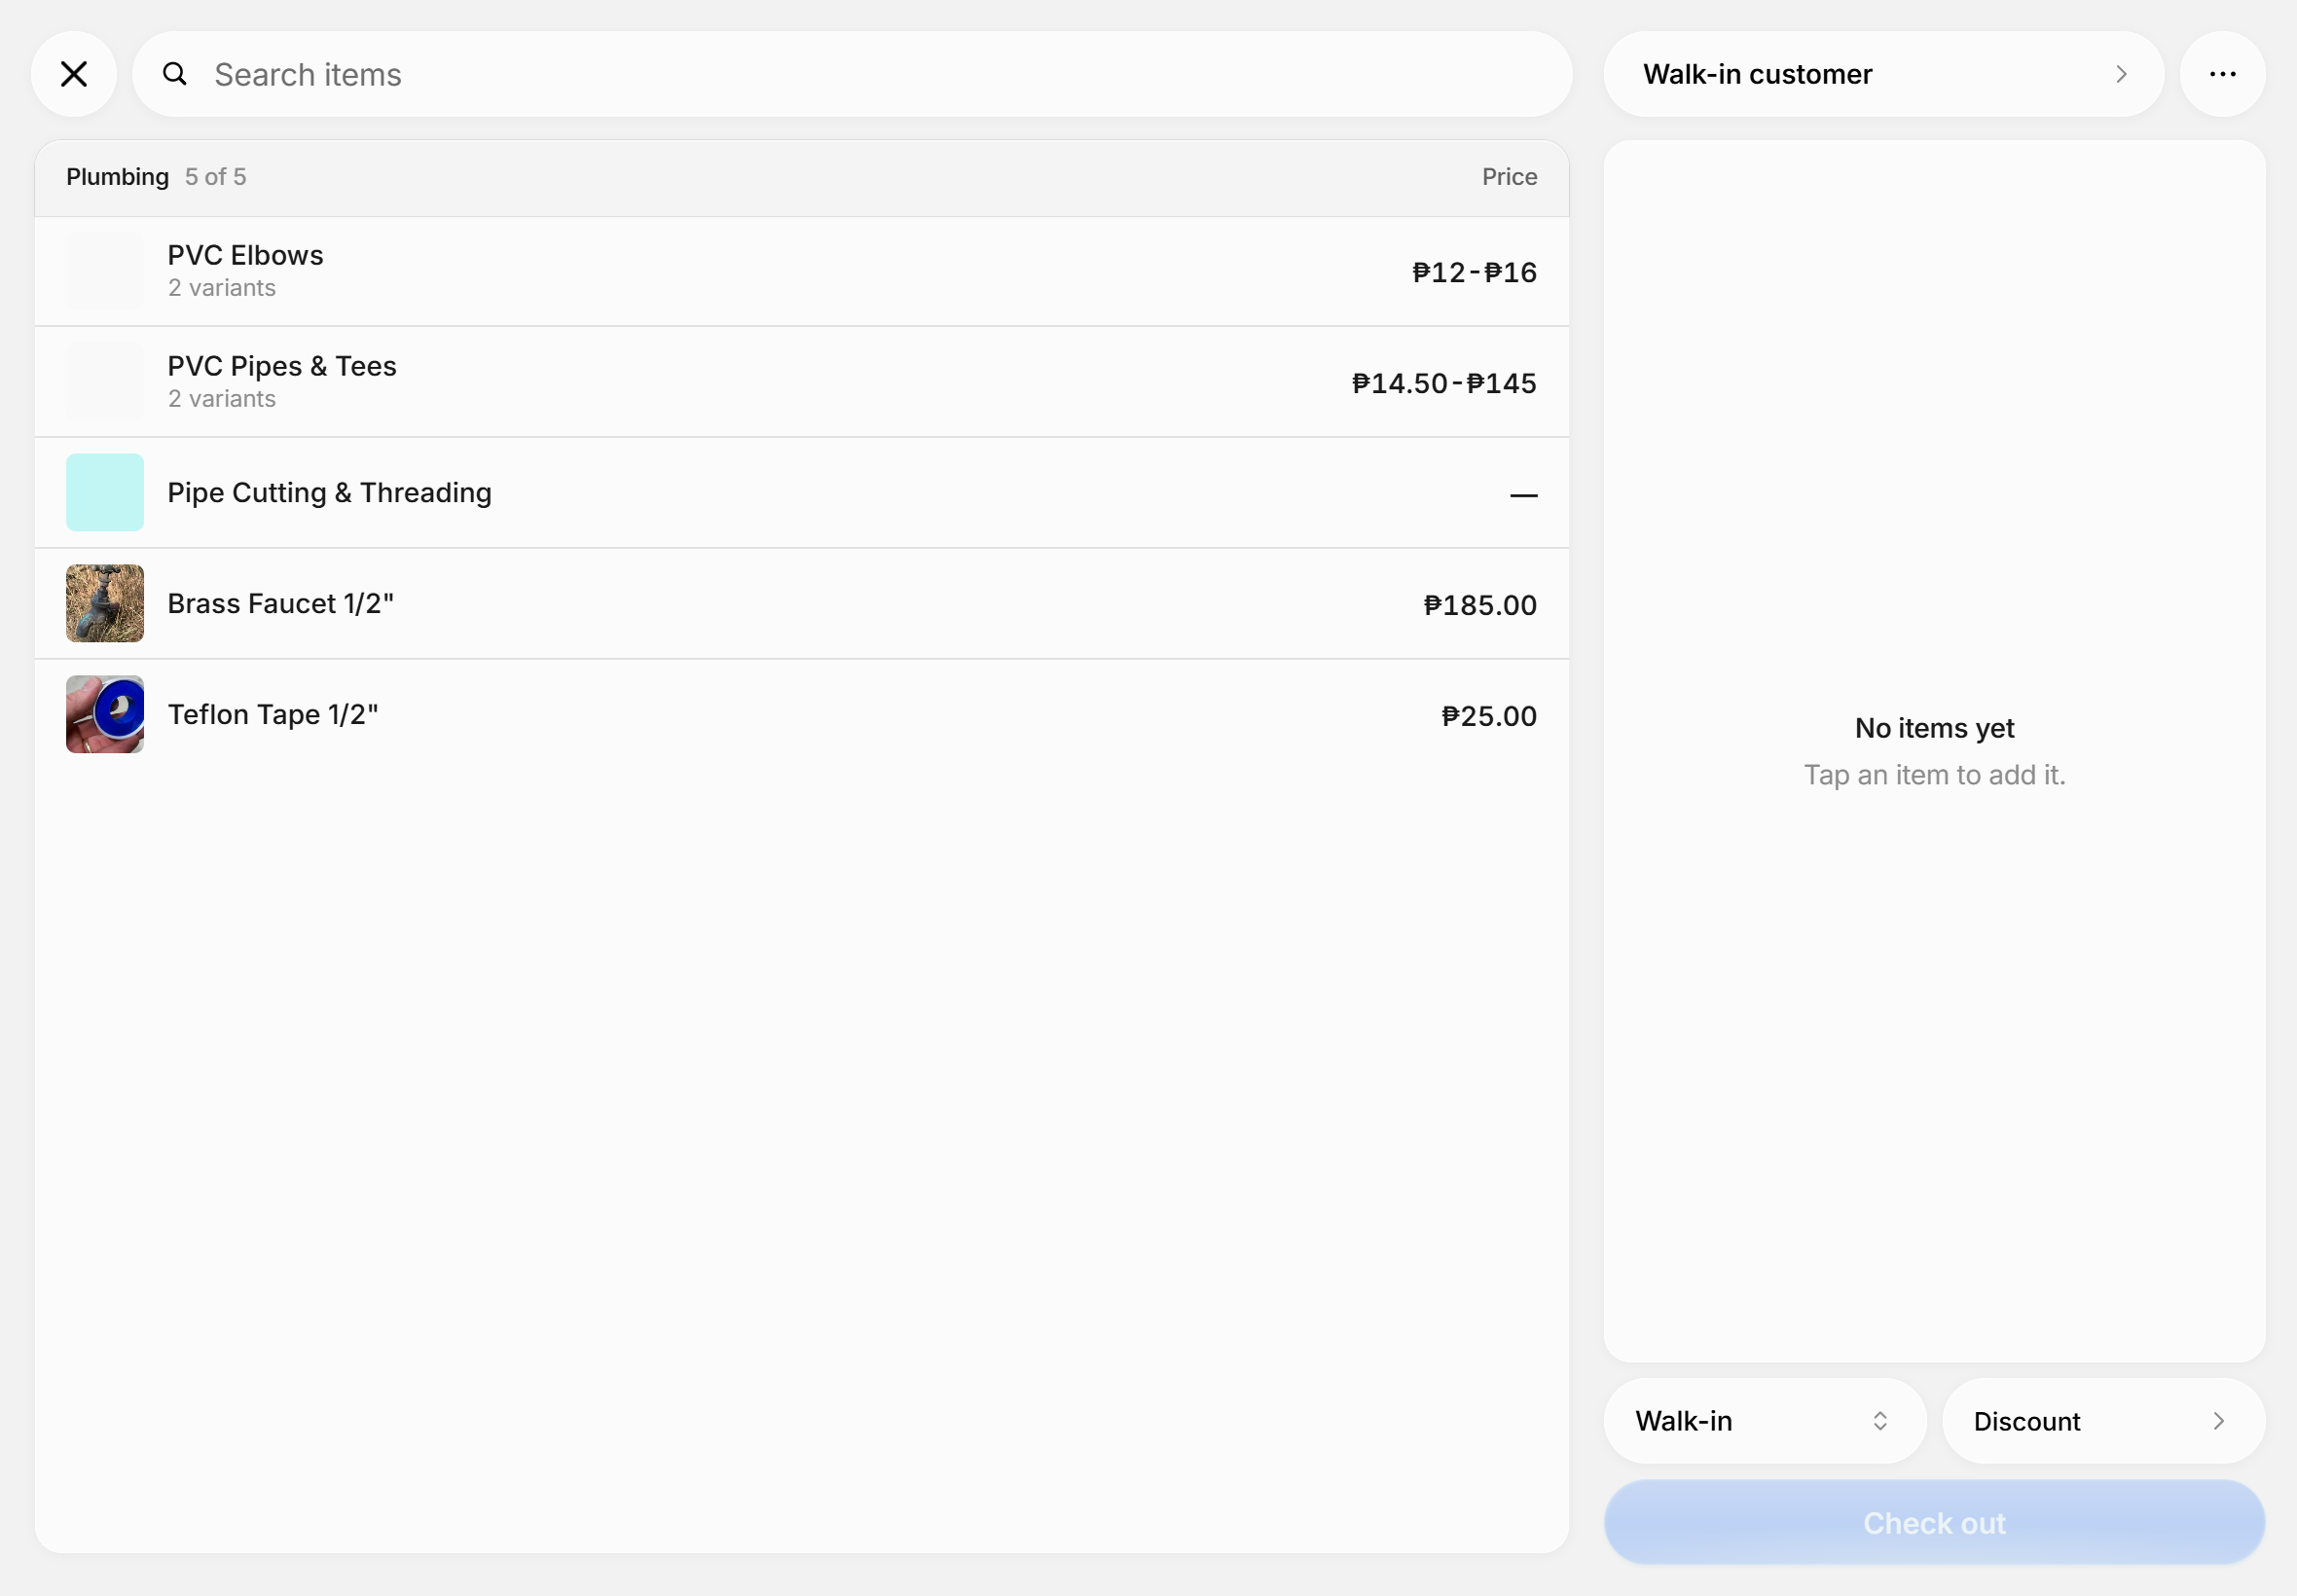 Search items
Walk-in customer
Plumbing 5 of 5 Price
PVC Elbows
2 variants
₱12-₱16
PVC Pipes & Tees
2 variants
₱14.50-₱145
Pipe Cutting & Threading —
Brass Faucet 1/2" ₱185.00
Teflon Tape 1/2" ₱25.00
No items yet
Tap an item to add it.
Walk-in
Discount
Check out